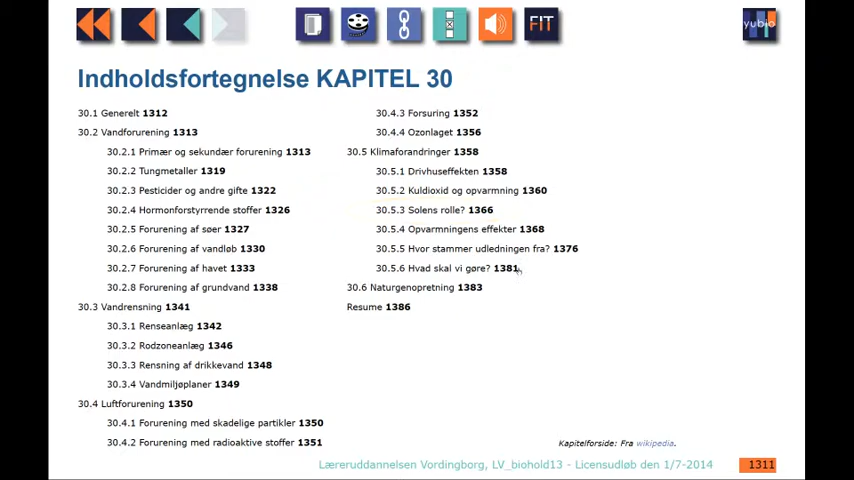 FIT
yubio
Indholdsfortegnelse KAPITEL 30
30.1 Generelt 1312
30.2 Vandforurening 1313
30.2.1 Primær og sekundær forurening 1313
30.2.2 Tungmetaller 1319
30.2.3 Pesticider og andre gifte 1322
30.2.4 Hormonforstyrrende stoffer 1326
30.2.5 Forurening af søer 1327
30.2.6 Forurening af vandløb 1330
30.2.7 Forurening af havet 1333
30.2.8 Forurening af grundvand 1338
30.3 Vandrensning 1341
30.3.1 Renseanlæg 1342
30.3.2 Rodzoneanlæg 1346
30.3.3 Rensning af drikkevand 1348
30.3.4 Vandmiljøplaner 1349
30.4 Luftforurening 1350
30.4.1 Forurening med skadelige partikler 1350
30.4.2 Forurening med radioaktive stoffer 1351
30.4.3 Forsuring 1352
30.4.4 Ozonlaget 1356
30.5 Klimaforandringer 1358
30.5.1 Drivhuseffekten 1358
30.5.2 Kuldioxid og opvarmning 1360
30.5.3 Solens rolle? 1366
30.5.4 Opvarmningens effekter 1368
30.5.5 Hvor stammer udledningen fra? 1376
30.5.6 Hvad skal vi gøre? 1381
30.6 Naturgenopretning 1383
Resume 1386
Kapitelforside: Fra wikipedia.
Læreruddannelsen Vordingborg, LV_biohold13 - Licensudløb den 1/7-2014
1311